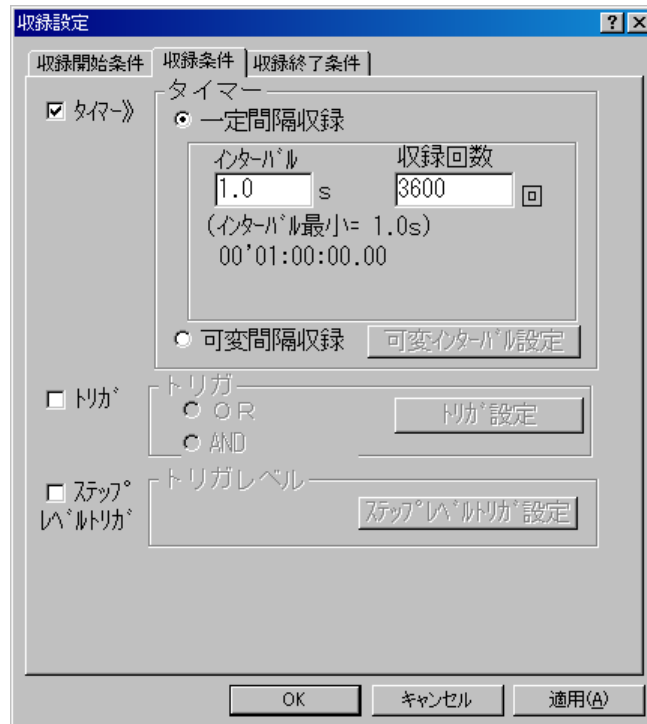 収録設定
収録開始条件 収録条件 収録終了条件
ﾀｲﾏｰ》
タイマー
一定間隔収録
ｲﾝﾀｰﾊﾞﾙ 収録回数
1.0 s 3600 回
(ｲﾝﾀｰﾊﾞﾙ最小= 1.0s)
00'01:00:00.00
可変間隔収録 可変ｲﾝﾀｰﾊﾞﾙ設定
ﾄﾘｶﾞ
トリガ
ＯＲ
AND
ﾄﾘｶﾞ設定
ｽﾃｯﾌﾟ
ﾚﾍﾞﾙﾄﾘｶﾞ
トリガレベル
ｽﾃｯﾌﾟﾚﾍﾞﾙﾄﾘｶﾞ設定
OK キャンセル 適用(A)